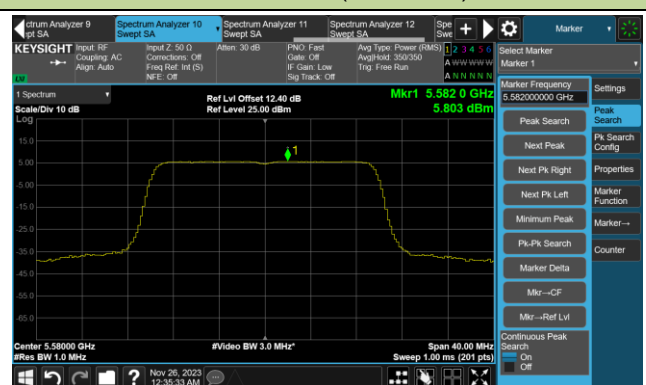 ctrum Analyzer 9
ept SA
Spectrum Analyzer 10
Swept SA
Spectrum Analyzer 11
Swept SA
Spectrum Analyzer 12
Swept SA
Spe
Swe
Marker
KEYSIGHT
Input: RF
Coupling: AC
Align: Auto
Input Z: 50 Ω
Corrections: Off
Freq Ref: Int (S)
NFE: Off
Atten: 30 dB
PNO: Fast
Gate: Off
IF Gain: Low
Sig Track: Off
Avg Type: Power (RMS)
Avg|Hold: 350/350
Trig: Free Run
1 2 3 4 5 6
A W W W W W
A N N N N N
LM
Select Marker
Marker 1
1 Spectrum
Scale/Div 10 dB
Log
Ref Lvl Offset 12.40 dB
Ref Level 25.00 dBm
Mkr1 5.582 0 GHz
5.803 dBm
15.0
5.00
-5.00
-15.0
-25.0
-35.0
-45.0
-55.0
-65.0
1
Center 5.58000 GHz
#Res BW 1.0 MHz
#Video BW 3.0 MHz*
Span 40.00 MHz
Sweep 1.00 ms (201 pts)
Marker Frequency
5.582000000 GHz
Peak Search
Next Peak
Next Pk Right
Next Pk Left
Minimum Peak
Pk-Pk Search
Marker Delta
Mkr→CF
Mkr→Ref Lvl
Continuous Peak
Search
On
Off
Settings
Peak
Search
Pk Search
Config
Properties
Marker
Function
Marker→
Counter
?
Nov 26, 2023
12:35:33 AM